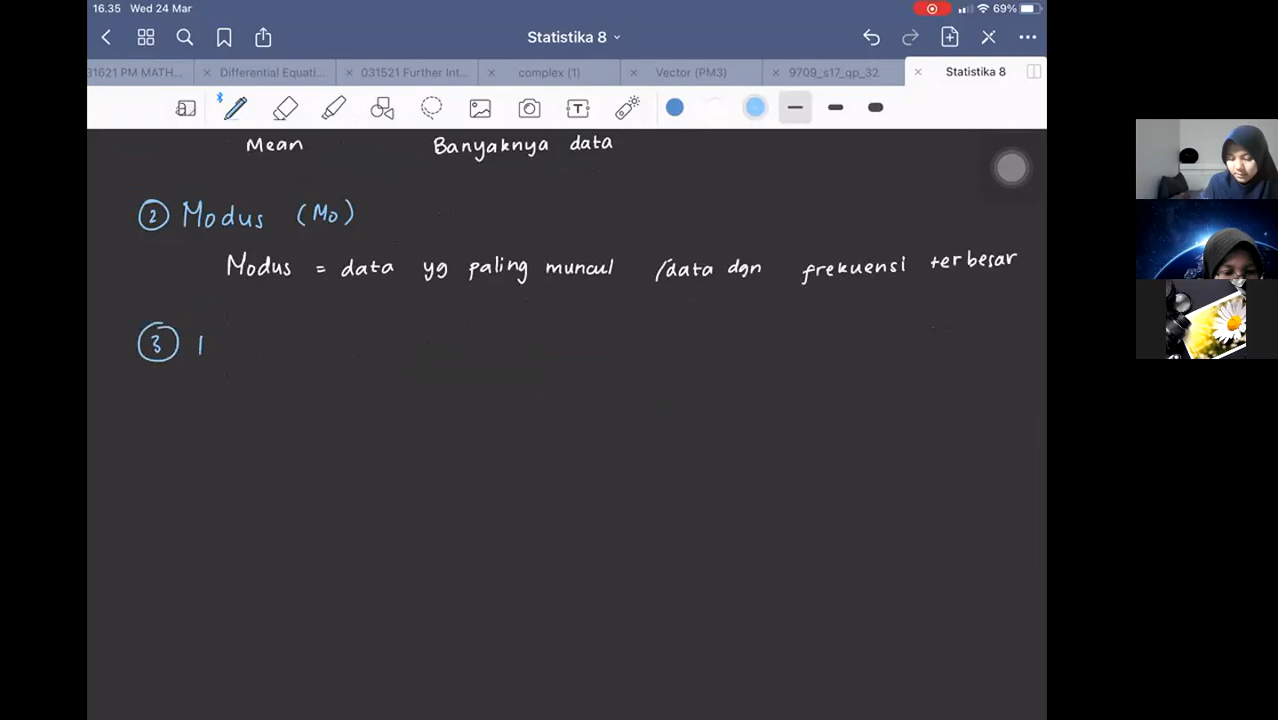 16.35 Wed 24 Mar 69%
Statistika 8
31621 PM MATH... Differential Equati... 031521 Further Int... complex (1) Vector (PM3) 9709_s17_qp_32 Statistika 8
Mean Banyaknya data
2 Modus (Mo)
Modus = data yg paling muncul /data dgn frekuensi terbesar
3